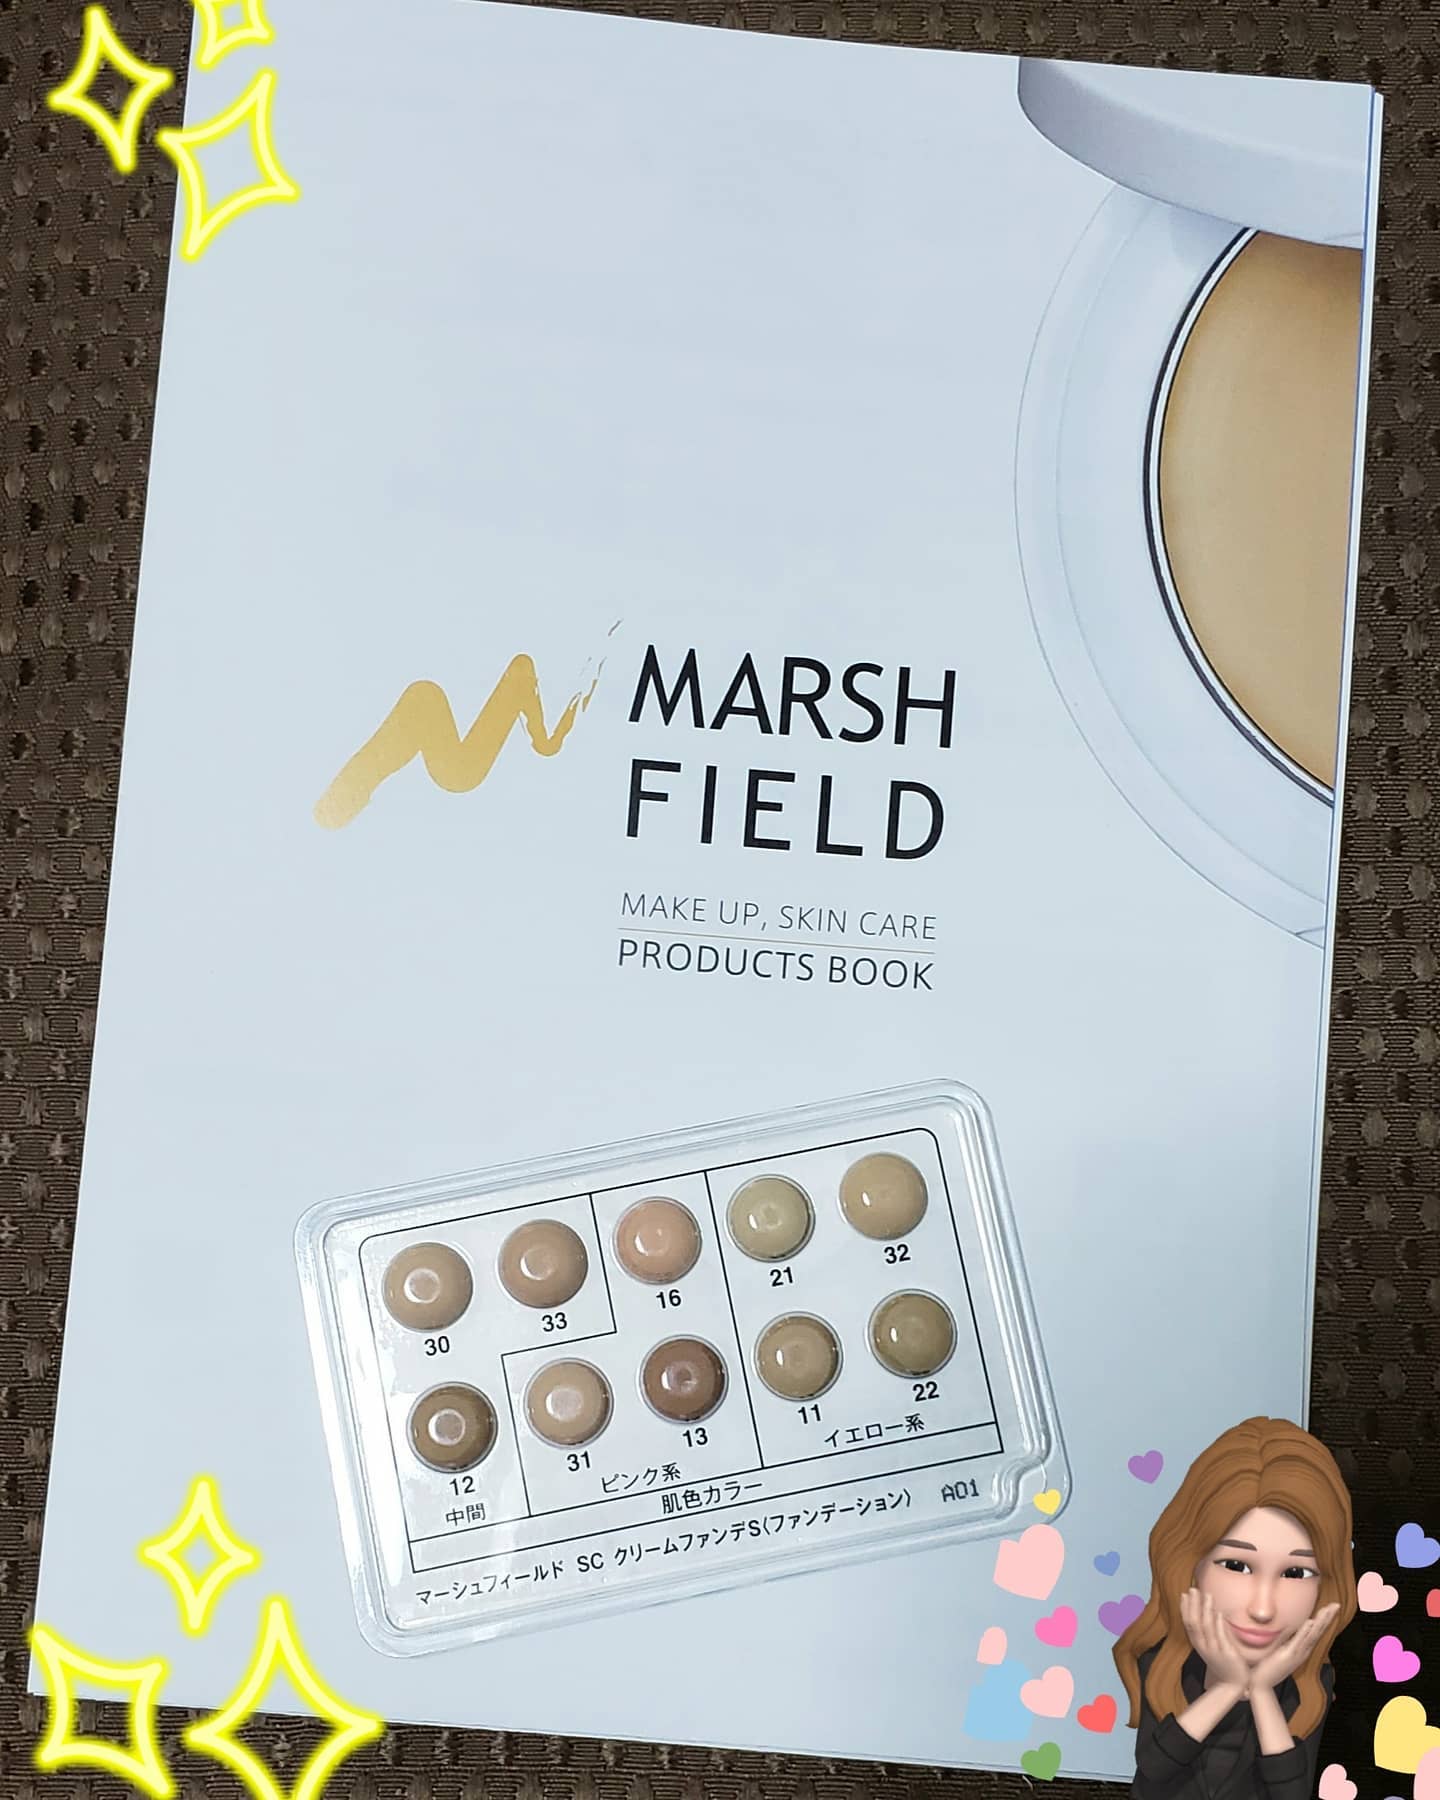 MARSH
FIELD
MAKE UP, SKIN CARE
PRODUCTS BOOK
30
33
16
21
32
12
31
13
11
22
中間
ピンク系
イエロー系
肌色カラー
マーシュフィールド SC クリームファンデS〈ファンデーション〉 A01